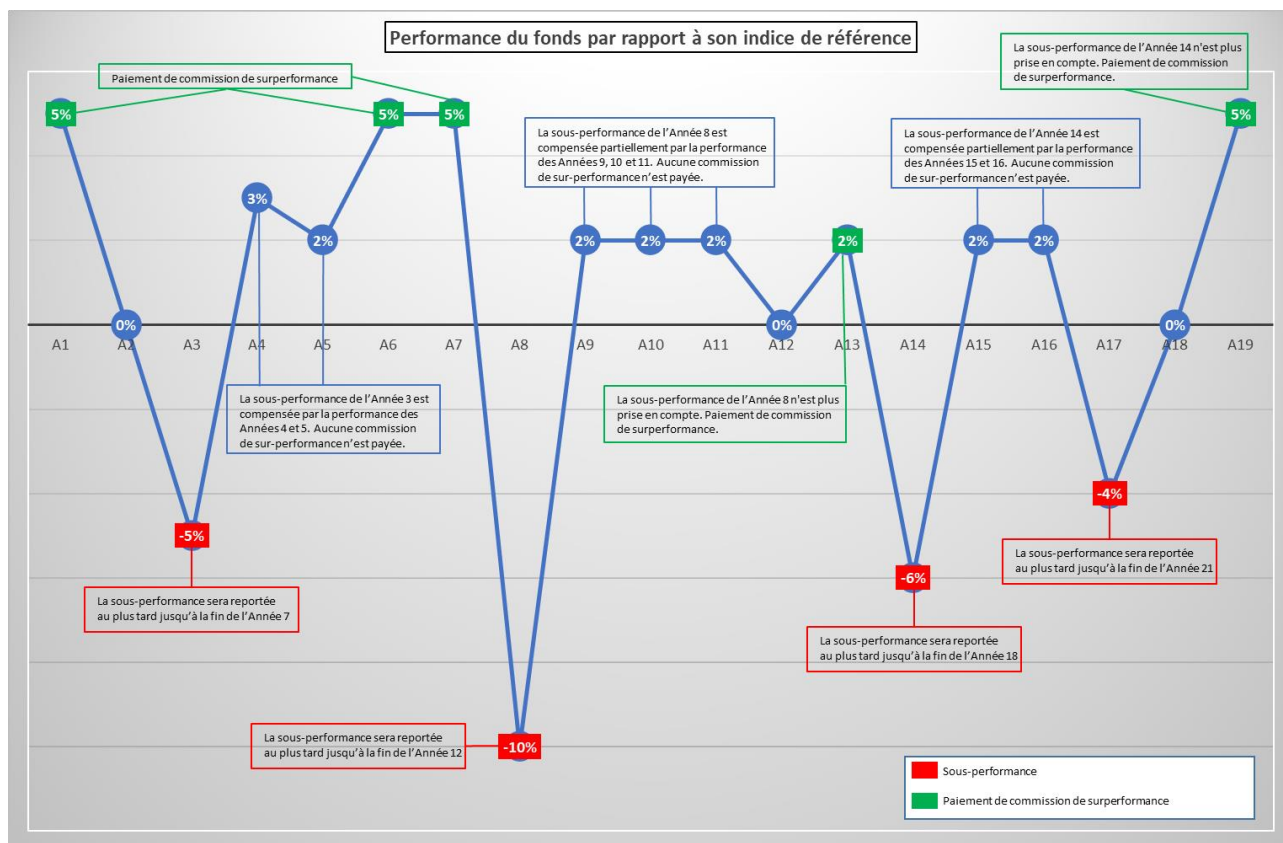 Performance du fonds par rapport à son indice de référence
La sous-performance de l'Année 14 n'est plus
prise en compte. Paiement de commission
de surperformance.
Paiement de commission de surperformance
5%
5%
5%
5%
La sous-performance de l'Année 8 est
compensée partiellement par la performance
des Années 9, 10 et 11. Aucune commission
de sur-performance n'est payée.
La sous-performance de l'Année 14 est
compensée partiellement par la performance
des Années 15 et 16. Aucune commission
de sur-performance n'est payée.
3%
2%
2%
2%
2%
2%
2%
2%
0%
0%
0%
A1
A2
A3
A4
A5
A6
A7
A8
A9
A10
A11
A12
A13
A14
A15
A16
A17
A18
A19
La sous-performance de l'Année 3 est
compensée par la performance des
Années 4 et 5. Aucune commission
de sur-performance n'est payée.
La sous-performance de l'Année 8 n'est plus
prise en compte. Paiement de commission
de surperformance.
-4%
-5%
La sous-performance sera reportée
au plus tard jusqu'à la fin de l'Année 21
-6%
La sous-performance sera reportée
au plus tard jusqu'à la fin de l'Année 7
La sous-performance sera reportée
au plus tard jusqu'à la fin de l'Année 18
La sous-performance sera reportée
au plus tard jusqu'à la fin de l'Année 12
-10%
Sous-performance
Paiement de commission de surperformance